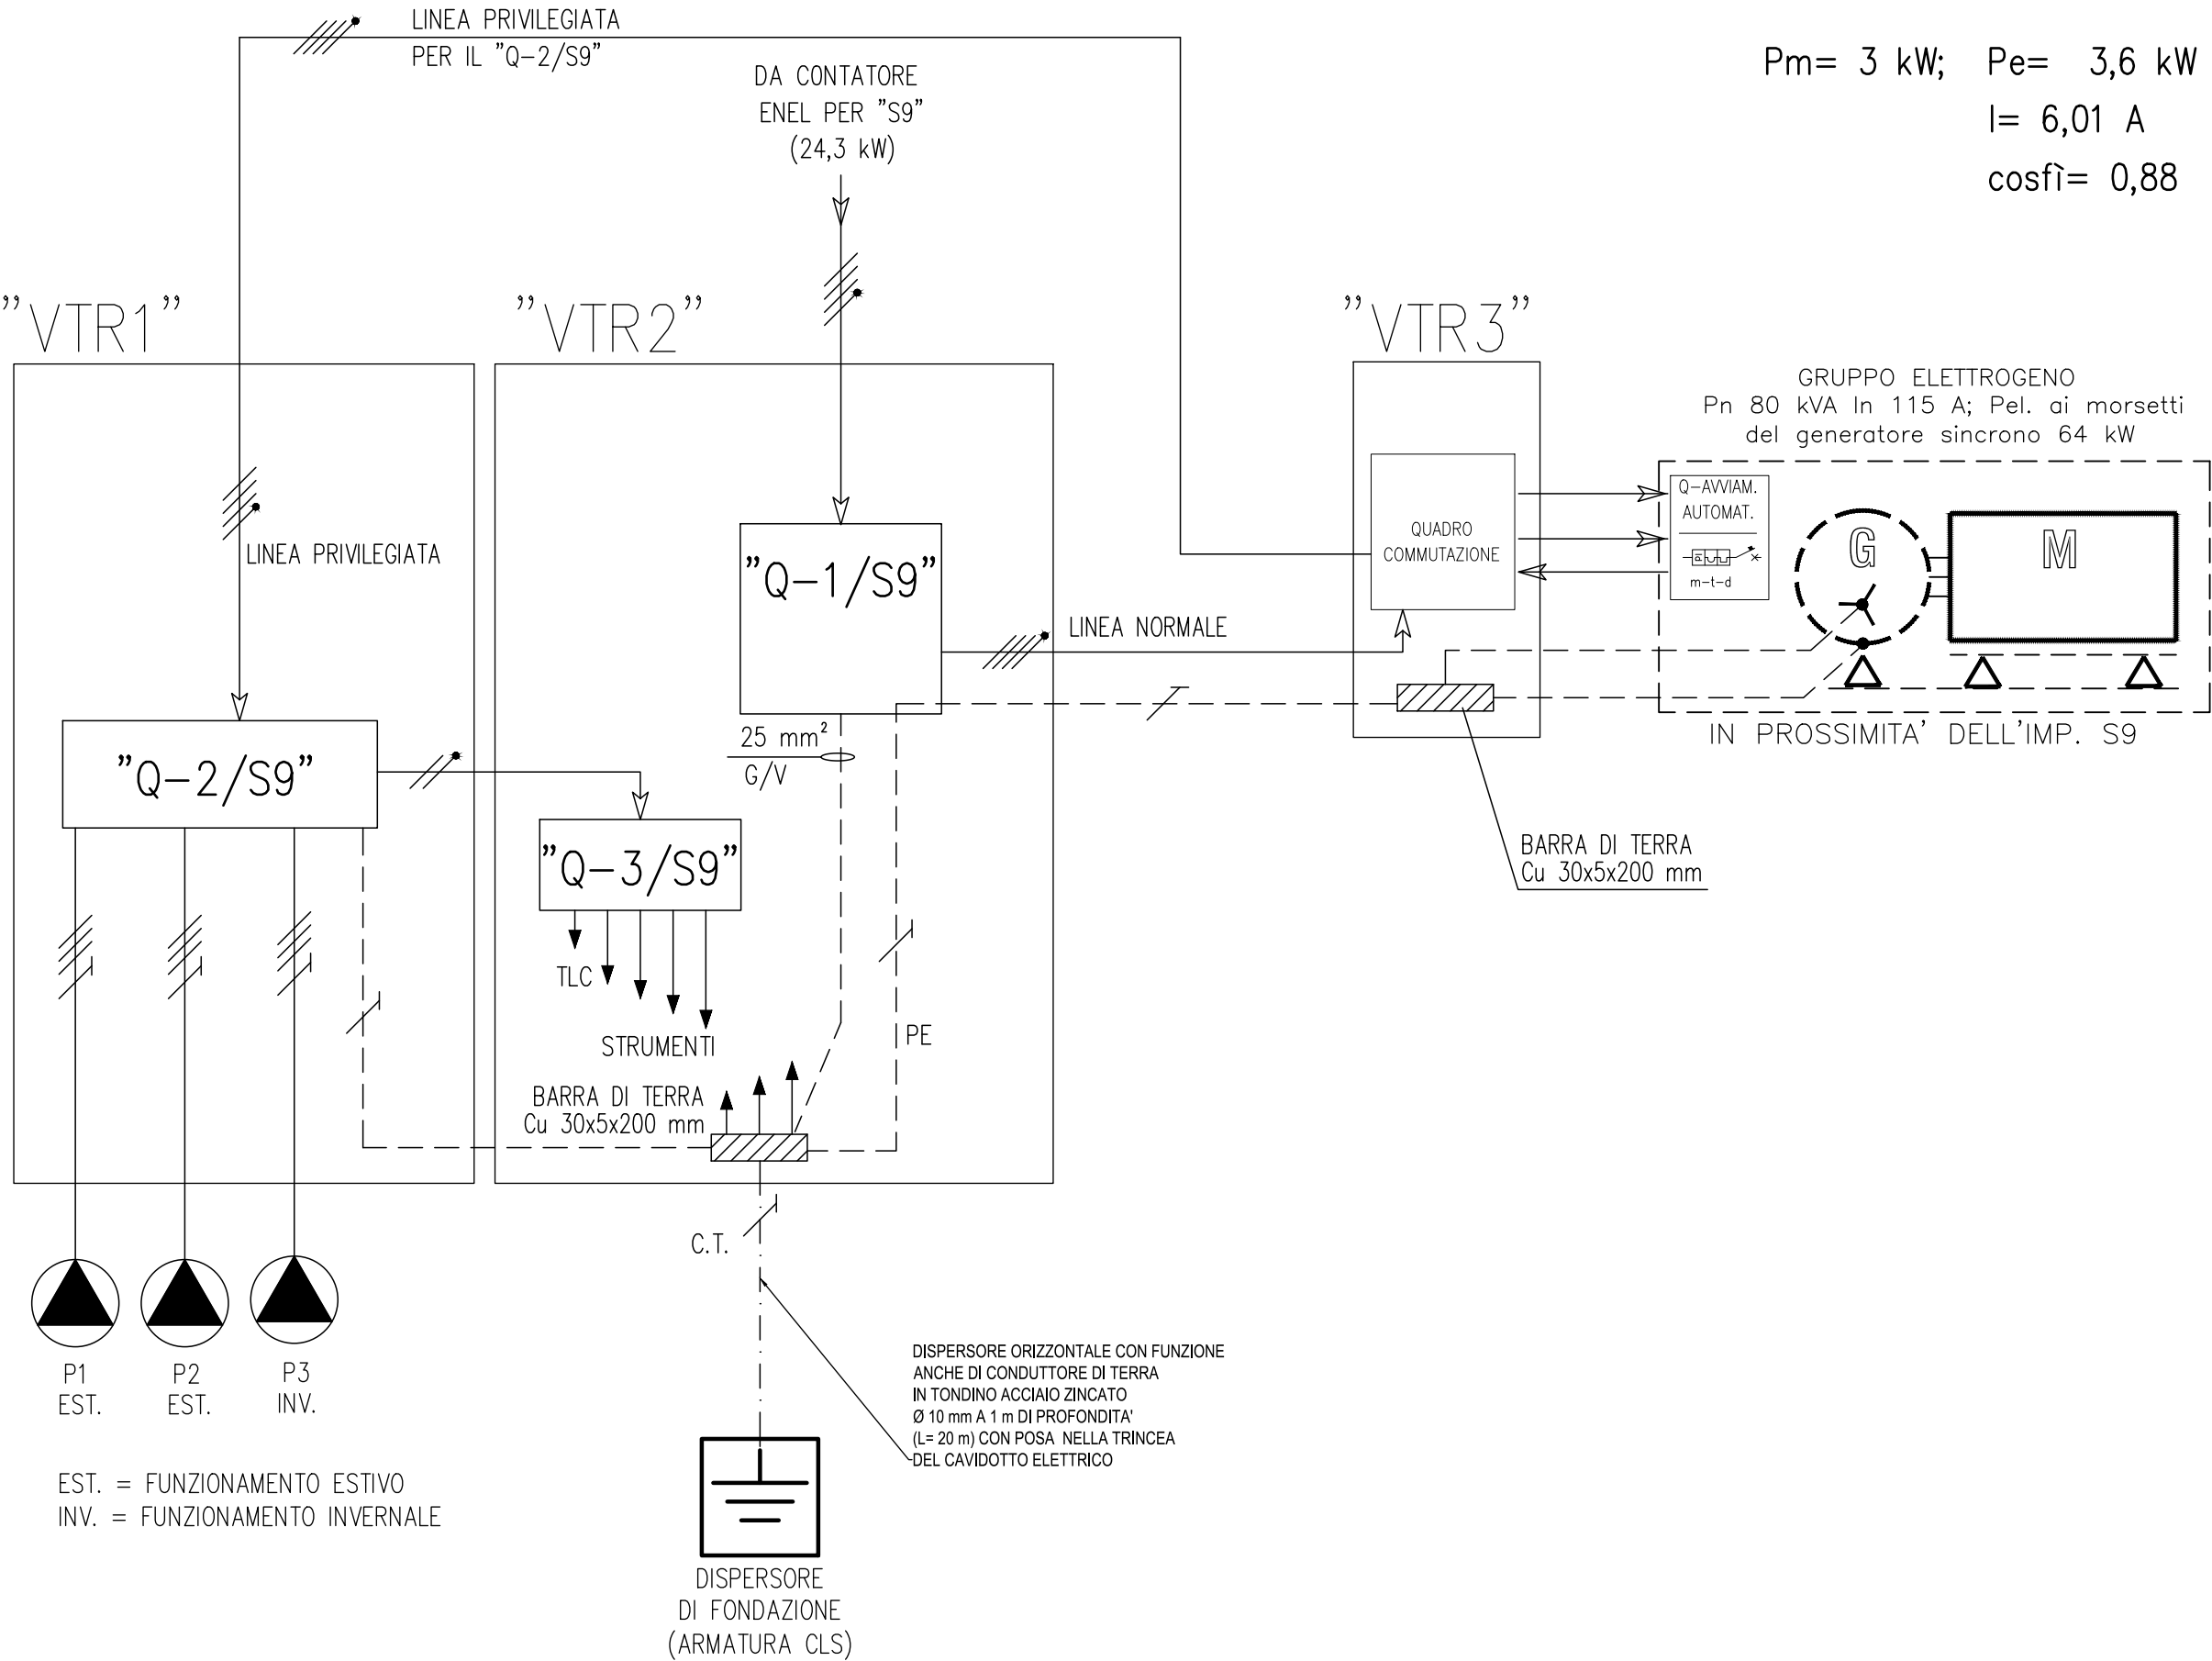 LINEA PRIVILEGIATA
PER IL "Q-2/S9"
DA CONTATORE
ENEL PER "S9"
(24,3 kW)
Pm= 3 kW; Pe= 3,6 kW
I= 6,01 A
cosfì= 0,88
"VTR1"
"VTR2"
"VTR3"
GRUPPO ELETTROGENO
Pn 80 kVA In 115 A; Pel. ai morsetti
del generatore sincrono 64 kW
LINEA PRIVILEGIATA
"Q-1/S9"
QUADRO
COMMUTAZIONE
Q-AVVIAM.
AUTOMAT.
m-t-d
G
M
LINEA NORMALE
IN PROSSIMITA' DELL'IMP. S9
25 mm²
G/V
"Q-2/S9"
"Q-3/S9"
BARRA DI TERRA
Cu 30x5x200 mm
TLC
STRUMENTI
PE
BARRA DI TERRA
Cu 30x5x200 mm
C.T.
P1
EST.
P2
EST.
P3
INV.
DISPERSORE ORIZZONTALE CON FUNZIONE
ANCHE DI CONDUTTORE DI TERRA
IN TONDINO ACCIAIO ZINCATO
Ø 10 mm A 1 m DI PROFONDITA'
(L= 20 m) CON POSA NELLA TRINCEA
DEL CAVIDOTTO ELETTRICO
EST. = FUNZIONAMENTO ESTIVO
INV. = FUNZIONAMENTO INVERNALE
DISPERSORE
DI FONDAZIONE
(ARMATURA CLS)